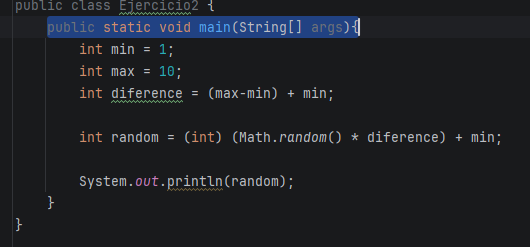 public class Ejercicio2 {
public static void main(String[] args){
int min = 1;
int max = 10;
int diference = (max-min) + min;
int random = (int) (Math.random() * diference) + min;
System.out.println(random);
}
}